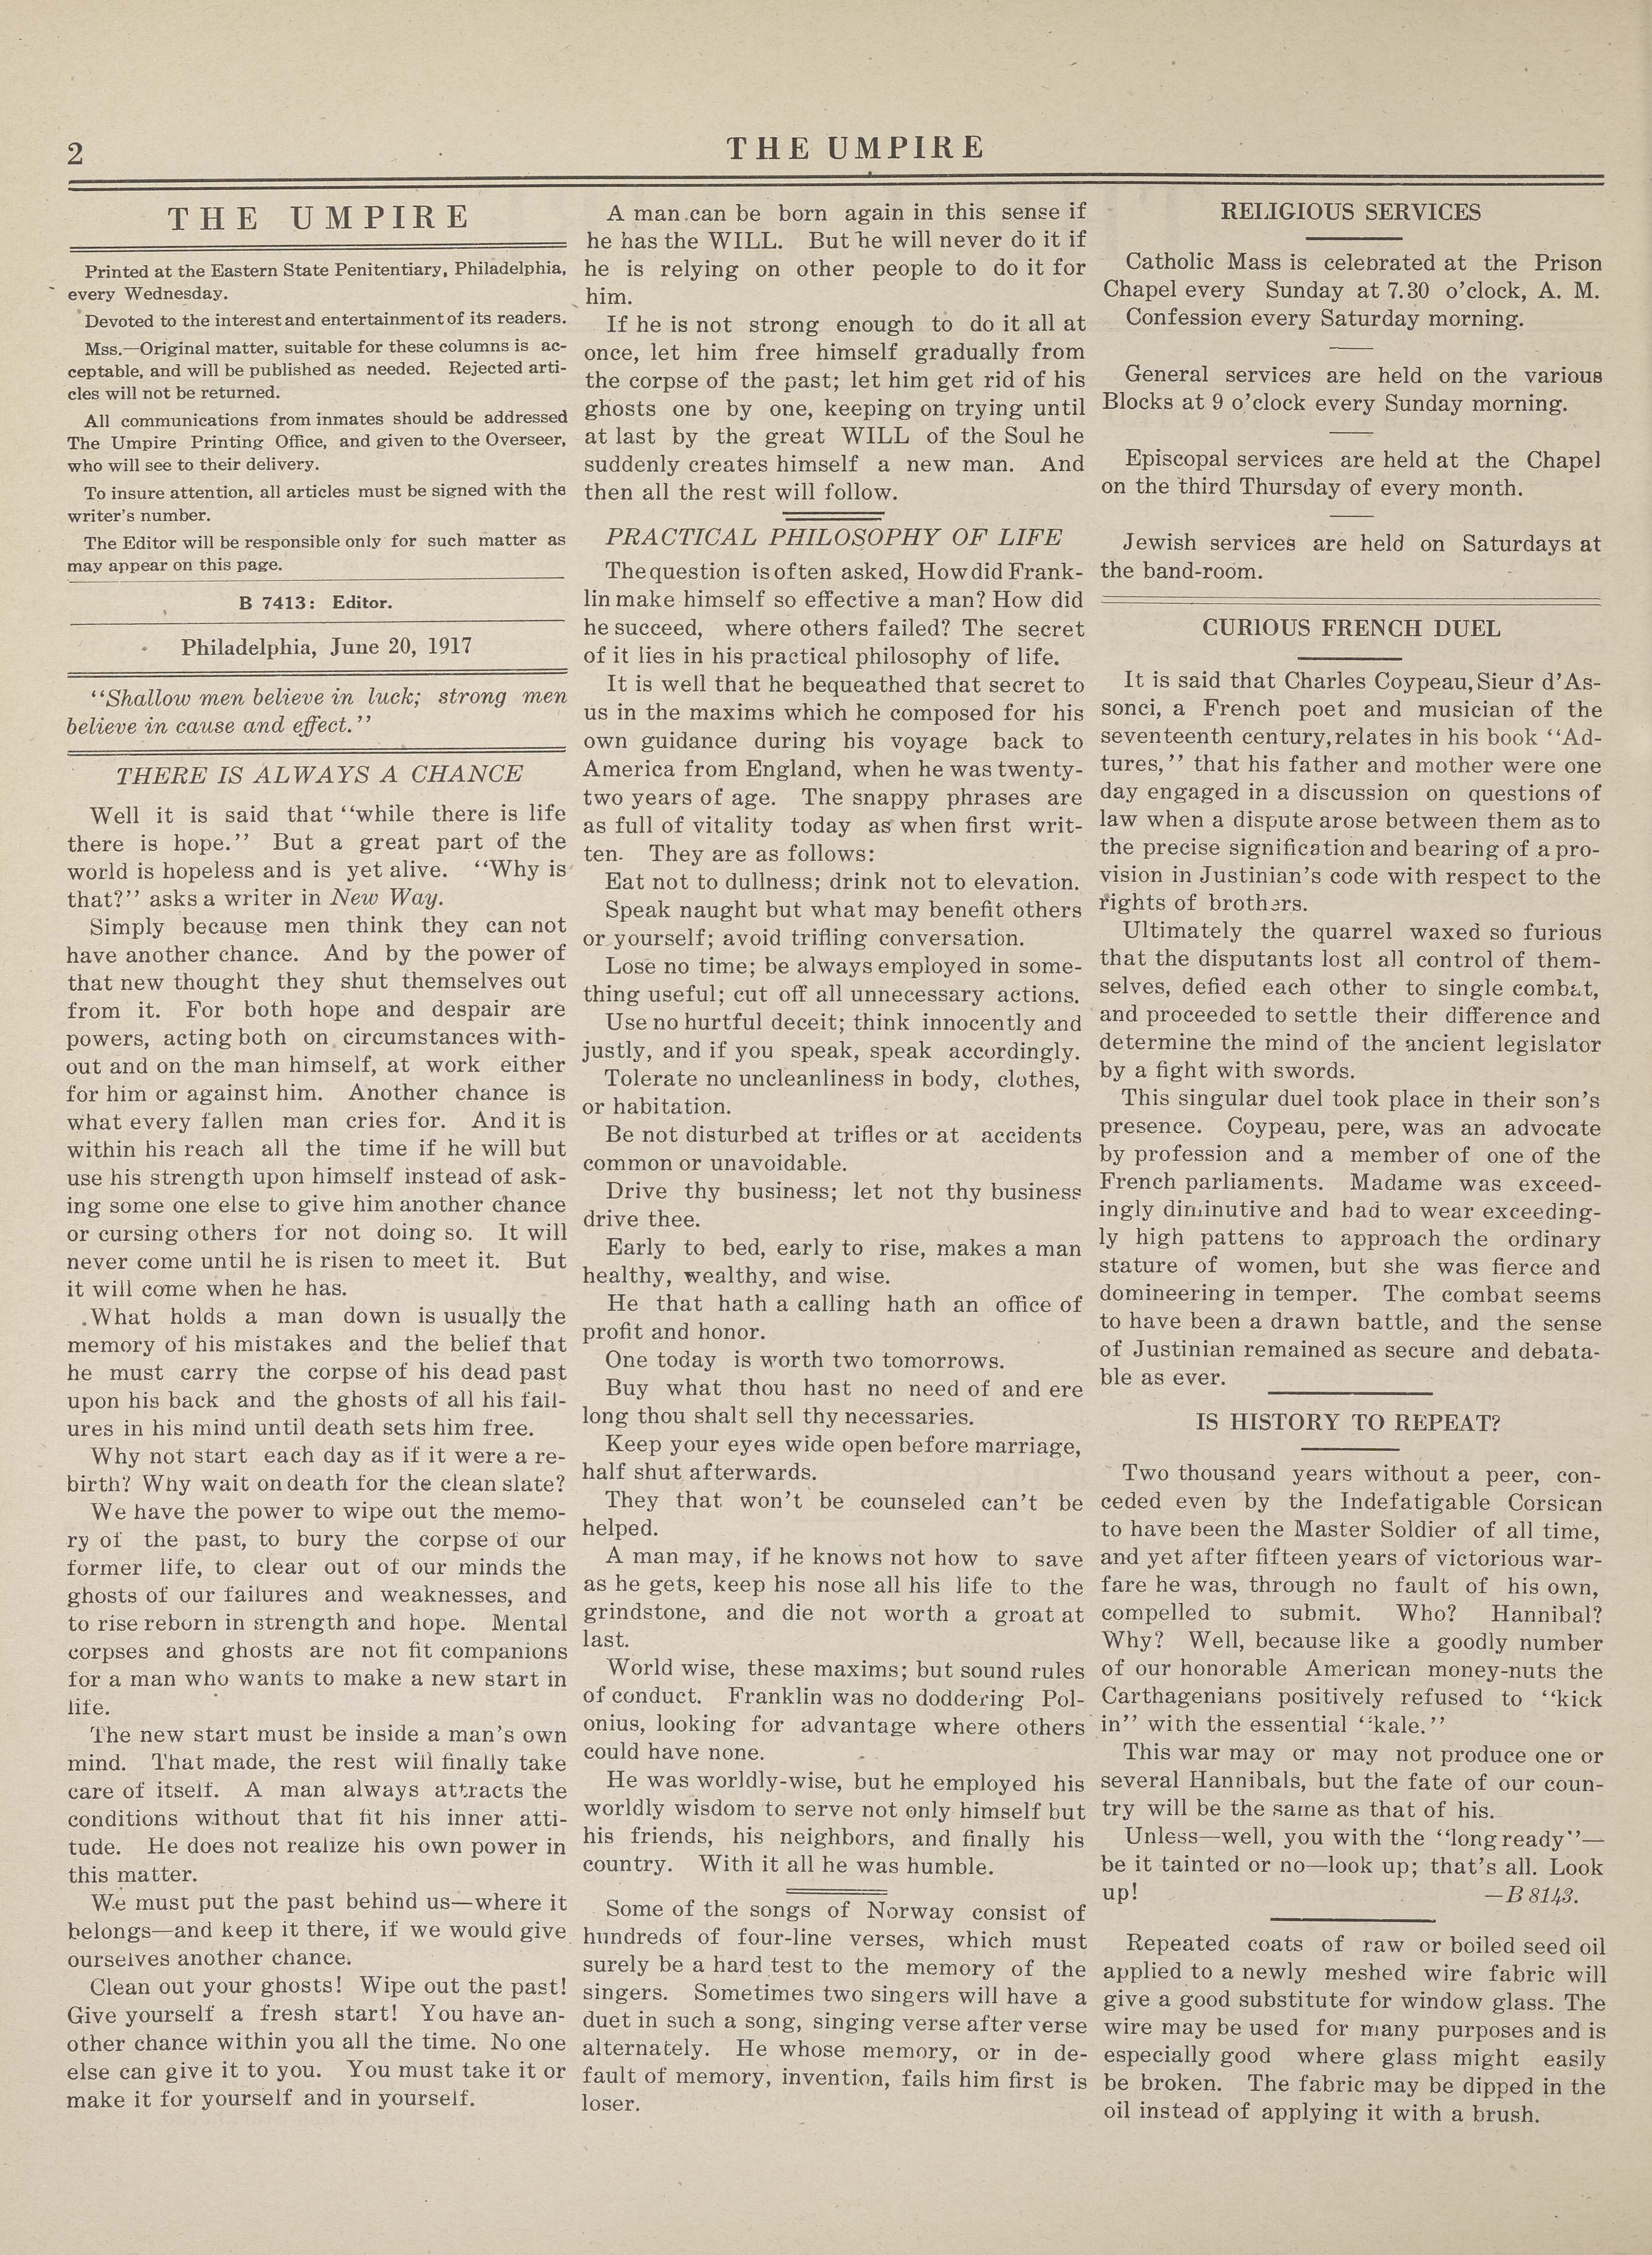 2
THE UMPIRE
THE UMPIRE
Printed at the Eastern State Penitentiary, Philadelphia,
every Wednesday.
Devoted to the interest and entertainment of its readers.
Mss.—Original matter, suitable for these columns is ac-
ceptable, and will be published as needed. Rejected arti-
cles will not be returned.
All communications from inmates should be addressed
The Umpire Printing Office, and given to the Overseer,
who will see to their delivery.
To insure attention, all articles must be signed with the
writer's number.
The Editor will be responsible only for such matter as
may appear on this page.
B 7413: Editor.
Philadelphia, June 20, 1917
"Shallow men believe in luck; strong men
believe in cause and effect."
THERE IS ALWAYS A CHANCE
Well it is said that "while there is life
there is hope." But a great part of the
world is hopeless and is yet alive. "Why is
that?" asks a writer in New Way.
Simply because men think they can not
have another chance. And by the power of
that new thought they shut themselves out
from it. For both hope and despair are
powers, acting both on circumstances with-
out and on the man himself, at work either
for him or against him. Another chance is
what every fallen man cries for. And it is
within his reach all the time if he will but
use his strength upon himself instead of ask-
ing some one else to give him another chance
or cursing others for not doing so. It will
never come until he is risen to meet it. But
it will come when he has.
What holds a man down is usually the
memory of his mistakes and the belief that
he must carry the corpse of his dead past
upon his back and the ghosts of all his fail-
ures in his mind until death sets him free.
Why not start each day as if it were a re-
birth? Why wait on death for the clean slate?
We have the power to wipe out the memo-
ry of the past, to bury the corpse of our
former life, to clear out of our minds the
ghosts of our failures and weaknesses, and
to rise reborn in strength and hope. Mental
corpses and ghosts are not fit companions
for a man who wants to make a new start in
life.
The new start must be inside a man's own
mind. That made, the rest will finally take
care of itself. A man always attracts the
conditions without that fit his inner atti-
tude. He does not realize his own power in
this matter.
We must put the past behind us—where it
belongs—and keep it there, if we would give
ourselves another chance.
Clean out your ghosts! Wipe out the past!
Give yourself a fresh start! You have an-
other chance within you all the time. No one
else can give it to you. You must take it or
make it for yourself and in yourself.
A man can be born again in this sense if
he has the WILL. But he will never do it if
he is relying on other people to do it for
him.
If he is not strong enough to do it all at
once, let him free himself gradually from
the corpse of the past; let him get rid of his
ghosts one by one, keeping on trying until
at last by the great WILL of the Soul he
suddenly creates himself a new man. And
then all the rest will follow.
PRACTICAL PHILOSOPHY OF LIFE
The question is often asked, How did Frank-
lin make himself so effective a man? How did
he succeed, where others failed? The secret
of it lies in his practical philosophy of life.
It is well that he bequeathed that secret to
us in the maxims which he composed for his
own guidance during his voyage back to
America from England, when he was twenty-
two years of age. The snappy phrases are
as full of vitality today as when first writ-
ten. They are as follows:
Eat not to dullness; drink not to elevation.
Speak naught but what may benefit others
or yourself; avoid trifling conversation.
Lose no time; be always employed in some-
thing useful; cut off all unnecessary actions.
Use no hurtful deceit; think innocently and
justly, and if you speak, speak accordingly.
Tolerate no uncleanliness in body, clothes,
or habitation.
Be not disturbed at trifles or at accidents
common or unavoidable.
Drive thy business; let not thy business
drive thee.
Early to bed, early to rise, makes a man
healthy, wealthy, and wise.
He that hath a calling hath an office of
profit and honor.
One today is worth two tomorrows.
Buy what thou hast no need of and ere
long thou shalt sell thy necessaries.
Keep your eyes wide open before marriage,
half shut afterwards.
They that won't be counseled can't be
helped.
A man may, if he knows not how to save
as he gets, keep his nose all his life to the
grindstone, and die not worth a groat at
last.
World wise, these maxims; but sound rules
of conduct. Franklin was no doddering Pol-
onius, looking for advantage where others
could have none.
He was worldly-wise, but he employed his
worldly wisdom to serve not only himself but
his friends, his neighbors, and finally his
country. With it all he was humble.
Some of the songs of Norway consist of
hundreds of four-line verses, which must
surely be a hard test to the memory of the
singers. Sometimes two singers will have a
duet in such a song, singing verse after verse
alternately. He whose memory, or in de-
fault of memory, invention, fails him first is
loser.
RELIGIOUS SERVICES
Catholic Mass is celebrated at the Prison
Chapel every Sunday at 7.30 o'clock, A. M.
Confession every Saturday morning.
General services are held on the various
Blocks at 9 o'clock every Sunday morning.
Episcopal services are held at the Chapel
on the third Thursday of every month.
Jewish services are held on Saturdays at
the band-room.
CURIOUS FRENCH DUEL
It is said that Charles Coypeau, Sieur d'As-
sonci, a French poet and musician of the
seventeenth century, relates in his book "Ad-
tures," that his father and mother were one
day engaged in a discussion on questions of
law when a dispute arose between them as to
the precise signification and bearing of a pro-
vision in Justinian's code with respect to the
rights of brothers.
Ultimately the quarrel waxed so furious
that the disputants lost all control of them-
selves, defied each other to single combat,
and proceeded to settle their difference and
determine the mind of the ancient legislator
by a fight with swords.
This singular duel took place in their son's
presence. Coypeau, pere, was an advocate
by profession and a member of one of the
French parliaments. Madame was exceed-
ingly diminutive and had to wear exceeding-
ly high pattens to approach the ordinary
stature of women, but she was fierce and
domineering in temper. The combat seems
to have been a drawn battle, and the sense
of Justinian remained as secure and debata-
ble as ever.
IS HISTORY TO REPEAT?
Two thousand years without a peer, con-
ceded even by the Indefatigable Corsican
to have been the Master Soldier of all time,
and yet after fifteen years of victorious war-
fare he was, through no fault of his own,
compelled to submit. Who? Hannibal?
Why? Well, because like a goodly number
of our honorable American money-nuts the
Carthagenians positively refused to "kick
in" with the essential "kale."
This war may or may not produce one or
several Hannibals, but the fate of our coun-
try will be the same as that of his.
Unless—well, you with the "long ready"—
be it tainted or no—look up; that's all. Look
up! —B 8143.
Repeated coats of raw or boiled seed oil
applied to a newly meshed wire fabric will
give a good substitute for window glass. The
wire may be used for many purposes and is
especially good where glass might easily
be broken. The fabric may be dipped in the
oil instead of applying it with a brush.